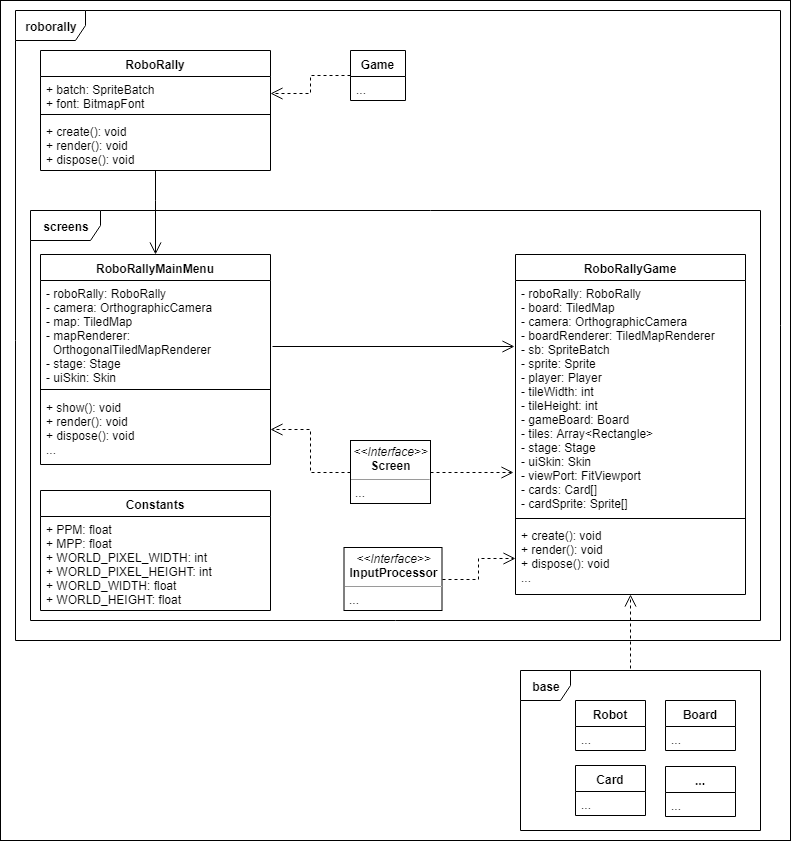 roborally
RoboRally
+ batch: SpriteBatch
+ font: BitmapFont
+ create(): void
+ render(): void
+ dispose(): void
Game
...
screens
RoboRallyMainMenu
- roboRally: RoboRally
- camera: OrthographicCamera
- map: TiledMap
- mapRenderer:
OrthogonalTiledMapRenderer
- stage: Stage
- uiSkin: Skin
+ show(): void
+ render(): void
+ dispose(): void
...
RoboRallyGame
- roboRally: RoboRally
- board: TiledMap
- camera: OrthographicCamera
- boardRenderer: TiledMapRenderer
- sb: SpriteBatch
- sprite: Sprite
- player: Player
- tileWidth: int
- tileHeight: int
- gameBoard: Board
- tiles: Array<Rectangle>
- stage: Stage
- uiSkin: Skin
- viewPort: FitViewport
- cards: Card[]
- cardSprite: Sprite[]
+ create(): void
+ render(): void
+ dispose(): void
...
<<Interface>>
Screen
...
Constants
+ PPM: float
+ MPP: float
+ WORLD_PIXEL_WIDTH: int
+ WORLD_PIXEL_HEIGHT: int
+ WORLD_WIDTH: float
+ WORLD_HEIGHT: float
<<Interface>>
InputProcessor
...
base
Robot
...
Board
...
Card
...
...
...